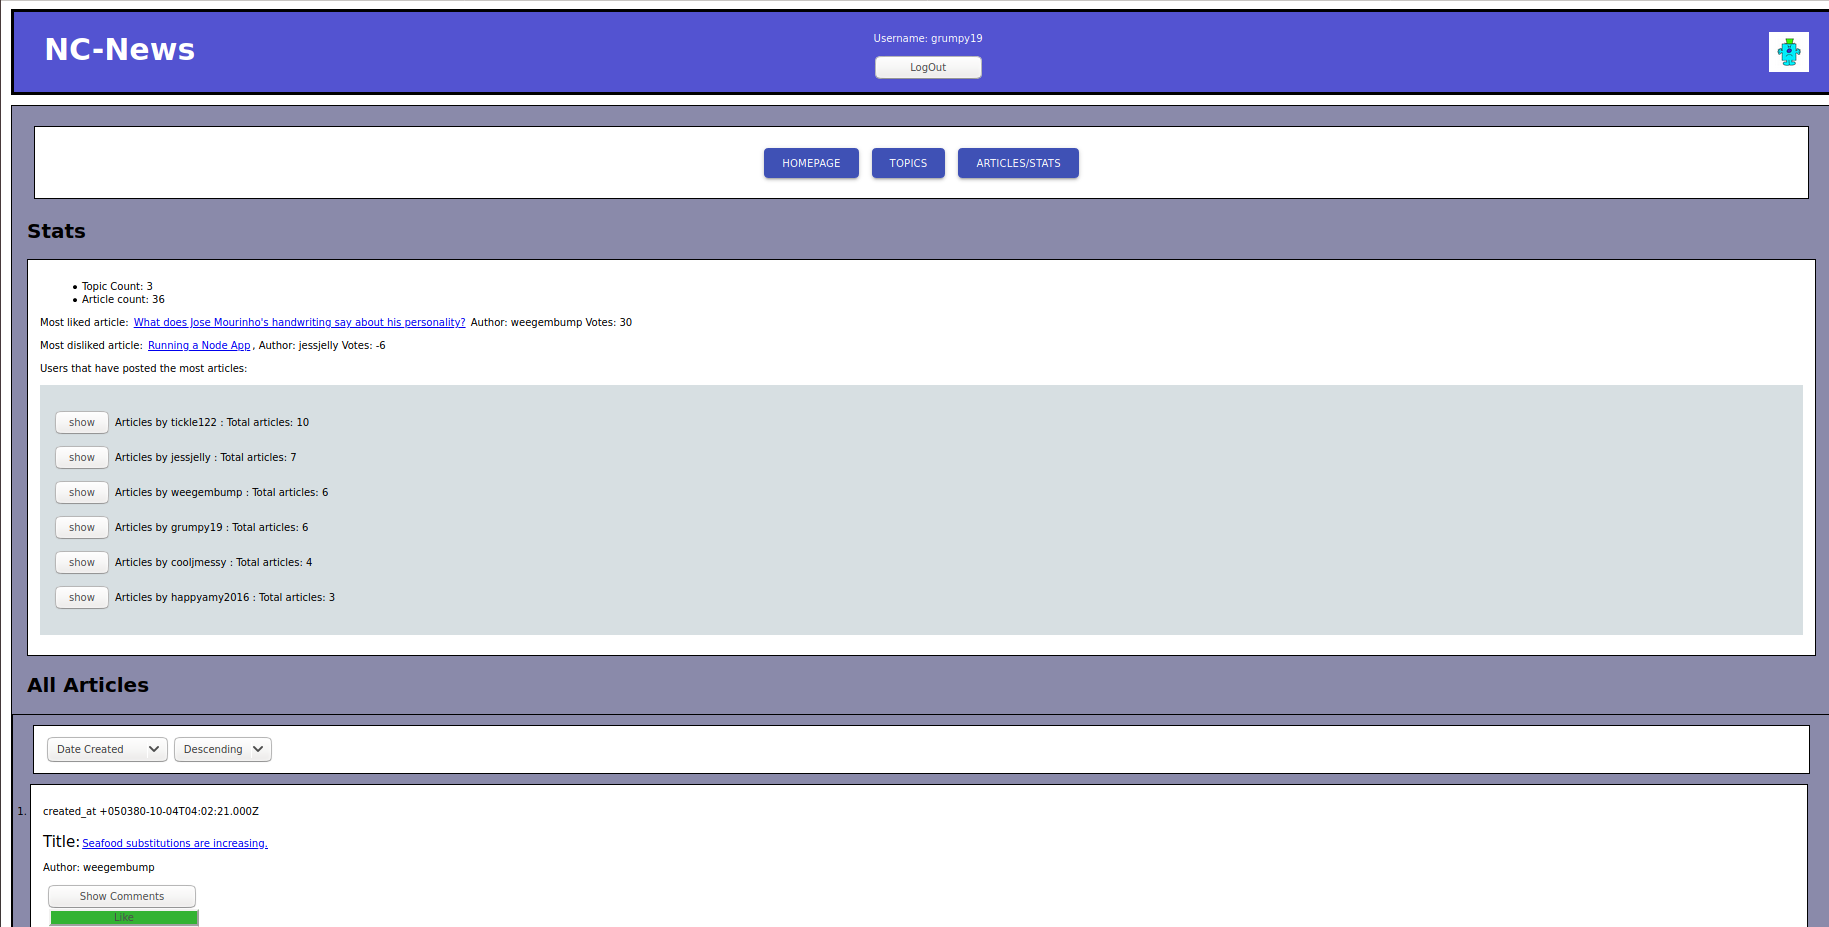 NC-News
Username: grumpy19
LogOut
HOMEPAGE TOPICS ARTICLES/STATS
Stats
Topic Count: 3
Article count: 36
Most liked article: What does Jose Mourinho's handwriting say about his personality? Author: weegembump Votes: 30
Most disliked article: Running a Node App , Author: jessjelly Votes: -6
Users that have posted the most articles:
show Articles by tickle122 : Total articles: 10
show Articles by jessjelly : Total articles: 7
show Articles by weegembump : Total articles: 6
show Articles by grumpy19 : Total articles: 6
show Articles by cooljmessy : Total articles: 4
show Articles by happyamy2016 : Total articles: 3
All Articles
Date Created Descending
1. created_at +050380-10-04T04:02:21.000Z
Title: Seafood substitutions are increasing.
Author: weegembump
Show Comments
Like